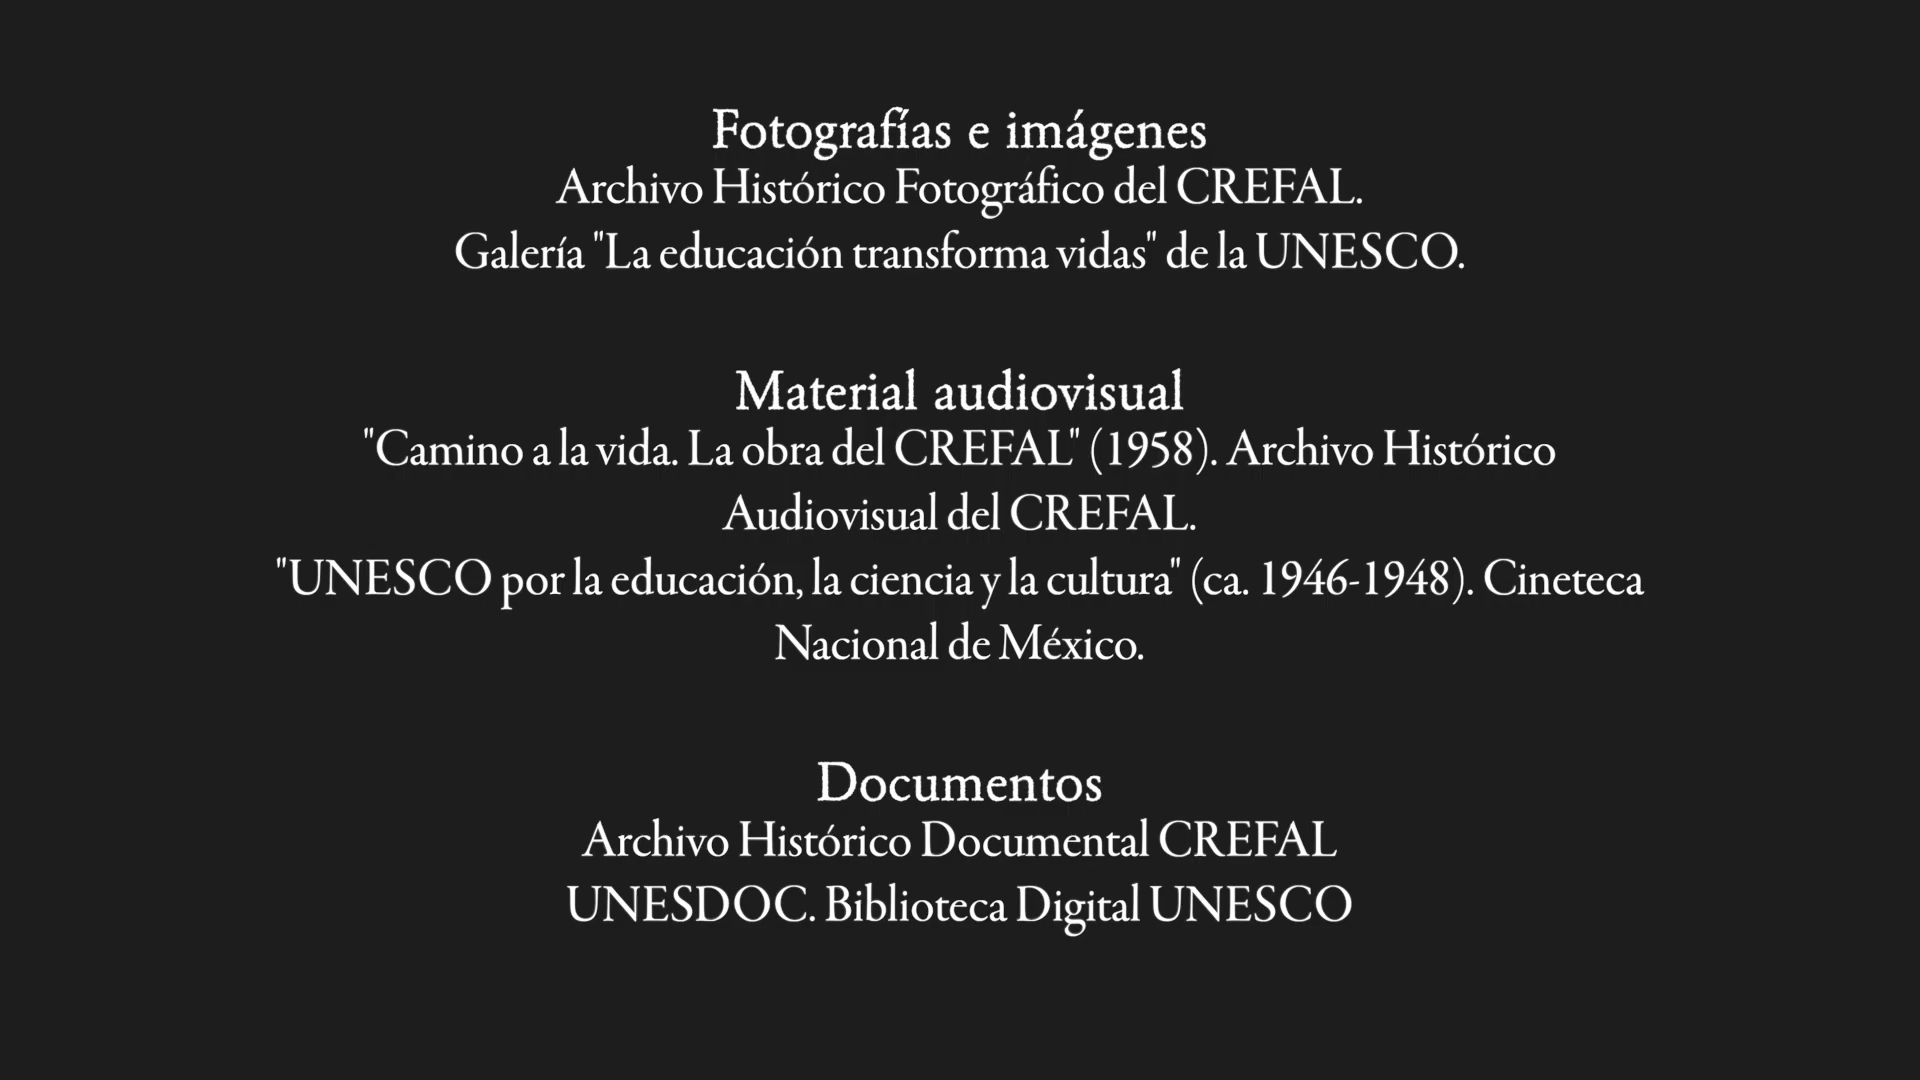 Fotografías e imágenes
Archivo Histórico Fotográfico del CREFAL.
Galería "La educación transforma vidas" de la UNESCO.
Material audiovisual
"Camino a la vida. La obra del CREFAL" (1958). Archivo Histórico
Audiovisual del CREFAL.
"UNESCO por la educación, la ciencia y la cultura" (ca. 1946-1948). Cineteca
Nacional de México.
Documentos
Archivo Histórico Documental CREFAL
UNESDOC. Biblioteca Digital UNESCO